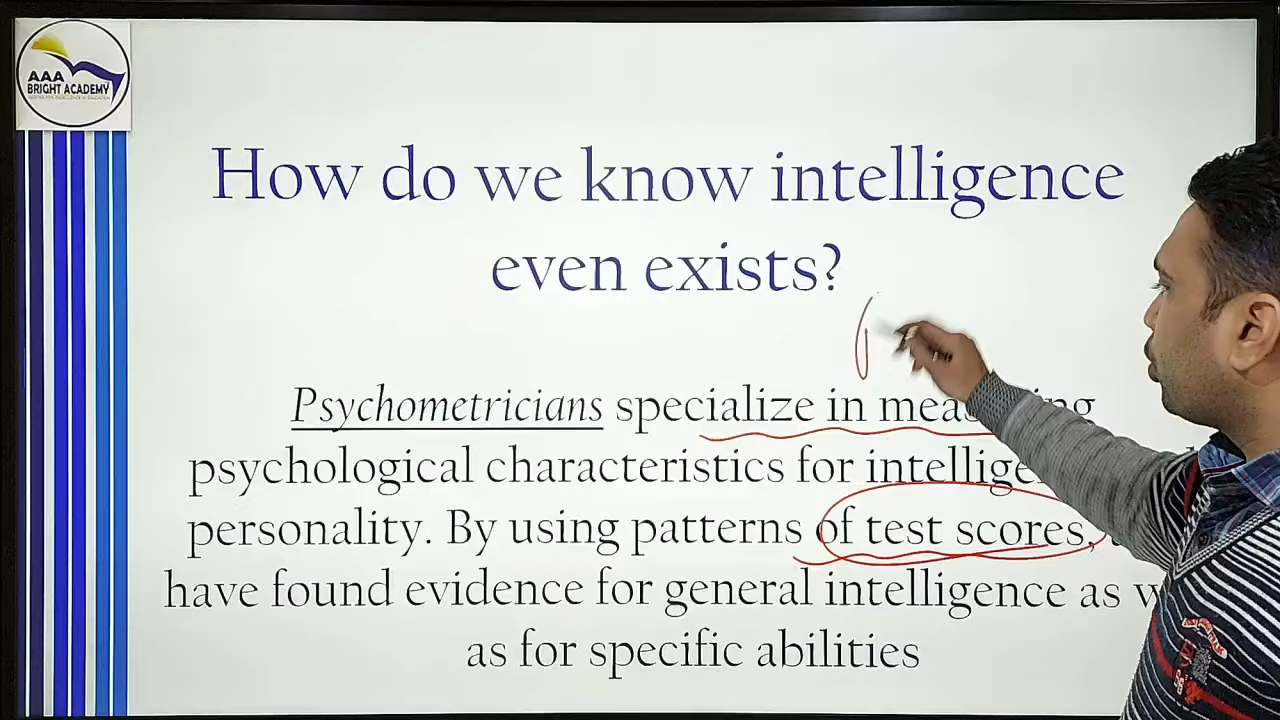 AAA
BRIGHT ACADEMY
How do we know intelligence
even exists?
Psychometricians specialize in
psychological characteristics for
personality. By using patterns of test scores,
have found evidence for general intelligence as
as for specific abilities